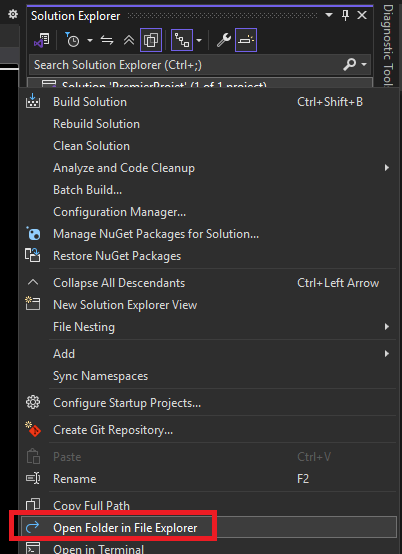 Solution Explorer
Search Solution Explorer (Ctrl+;)
Solution 'PremierProjet' (1 of 1 project)
Diagnostic Tool
Build Solution Ctrl+Shift+B
Rebuild Solution
Clean Solution
Analyze and Code Cleanup
Batch Build...
Configuration Manager...
Manage NuGet Packages for Solution...
Restore NuGet Packages
Collapse All Descendants Ctrl+Left Arrow
New Solution Explorer View
File Nesting
Add
Sync Namespaces
Configure Startup Projects...
Create Git Repository...
Paste Ctrl+V
Rename F2
Copy Full Path
Open Folder in File Explorer
Open in Terminal